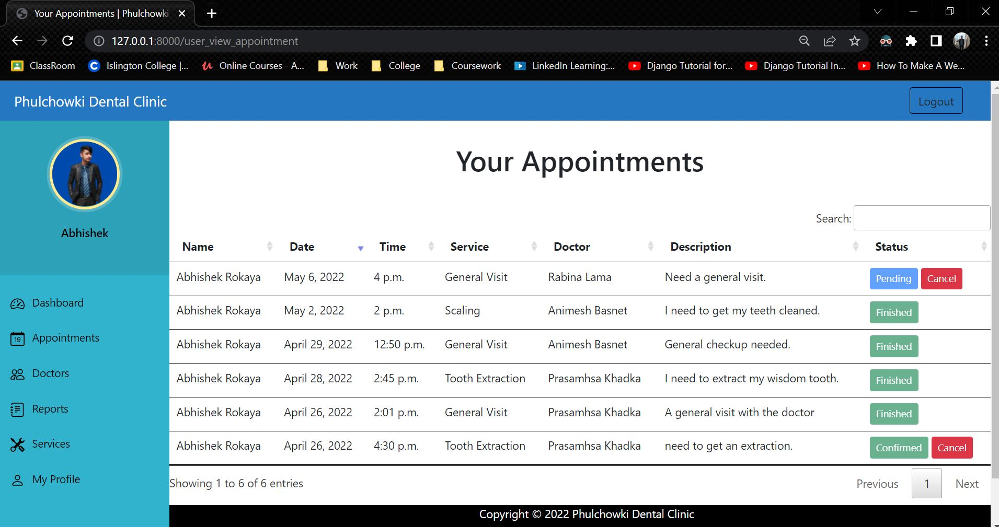 Your Appointments | Phulchowki
127.0.0.1:8000/user_view_appointment
ClassRoom Islington College |... Online Courses - A... Work College Coursework LinkedIn Learning:... Django Tutorial for... Django Tutorial In... How To Make A We...
Phulchowki Dental Clinic Logout
Abhishek
Dashboard
19 Appointments
Doctors
Reports
Services
My Profile
Your Appointments
Search:
Name Date Time Service Doctor Description Status
Abhishek Rokaya May 6, 2022 4 p.m. General Visit Rabina Lama Need a general visit. Pending Cancel
Abhishek Rokaya May 2, 2022 2 p.m. Scaling Animesh Basnet I need to get my teeth cleaned. Finished
Abhishek Rokaya April 29, 2022 12:50 p.m. General Visit Animesh Basnet General checkup needed. Finished
Abhishek Rokaya April 28, 2022 2:45 p.m. Tooth Extraction Prasamhsa Khadka I need to extract my wisdom tooth. Finished
Abhishek Rokaya April 26, 2022 2:01 p.m. General Visit Prasamhsa Khadka A general visit with the doctor Finished
Abhishek Rokaya April 26, 2022 4:30 p.m. Tooth Extraction Prasamhsa Khadka need to get an extraction. Confirmed Cancel
Showing 1 to 6 of 6 entries Previous 1 Next
Copyright © 2022 Phulchowki Dental Clinic